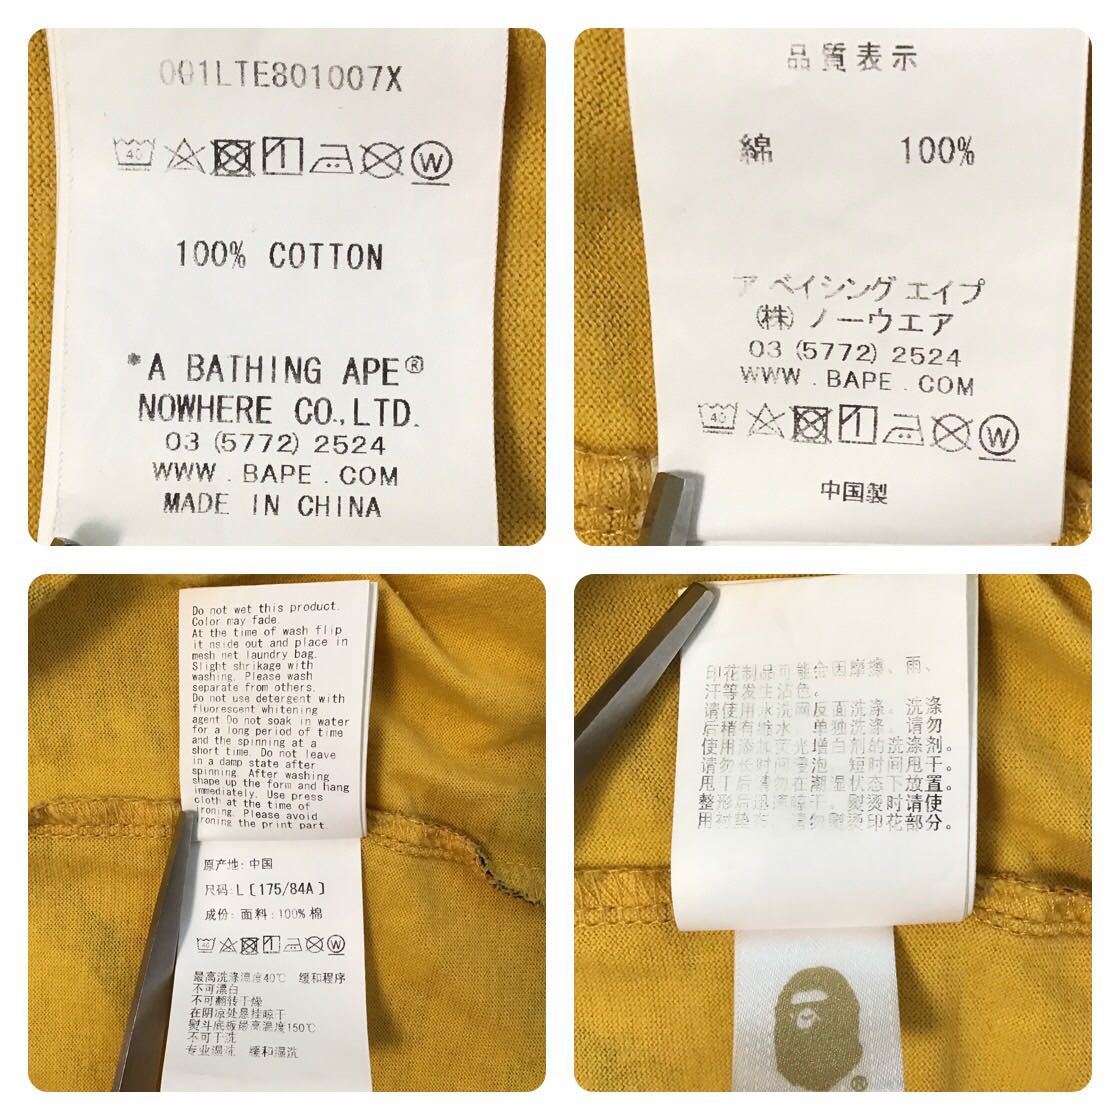 001LTE801007X
40
W
100% COTTON
*A BATHING APE®
NOWHERE CO.,LTD.
03 (5772) 2524
WWW . BAPE . COM
MADE IN CHINA
品質表示
綿 100%
ア ベイシング エイプ
(株) ノーウエア
03 (5772) 2524
WWW . BAPE . COM
40
W
中国製
Do not wet this product.
Color may fade.
At the time of wash flip
it nside out and place in
mesh net laundry bag.
Slight shrikage with
washing. Please wash
separate from others.
Do not use detergent with
fluorescent whitening
agent Do not soak in water
for a long period of time
and the spinning at a
short time. Do not leave
in a damp state after
spinning. After washing
shape up the form and hang
immediately. Use press
cloth at the time of
ironing. Please avoid
ironing the print part.
原产地: 中国
尺码: L (175/84A)
成份: 面料: 100% 棉
40
W
最高洗涤温度40℃ 缓和程序
不可漂白
不可翻转干燥
在阴凉处悬挂晾干
熨斗底板最高温度150℃
不可干洗
专业湿洗 缓和湿洗
印花制品可能会因摩擦、雨、
汗等发生沾色。
请使用水洗网反面洗涤。洗涤
后稍有缩水，单独洗涤，请勿
使用添加荧光增白剂的洗涤剂。
请勿长时间浸泡，短时间甩干。
甩干后请勿在潮湿状态下放置。
整形后迅速晾干。熨烫时请使
用衬垫布 请勿熨烫印花部分。
®